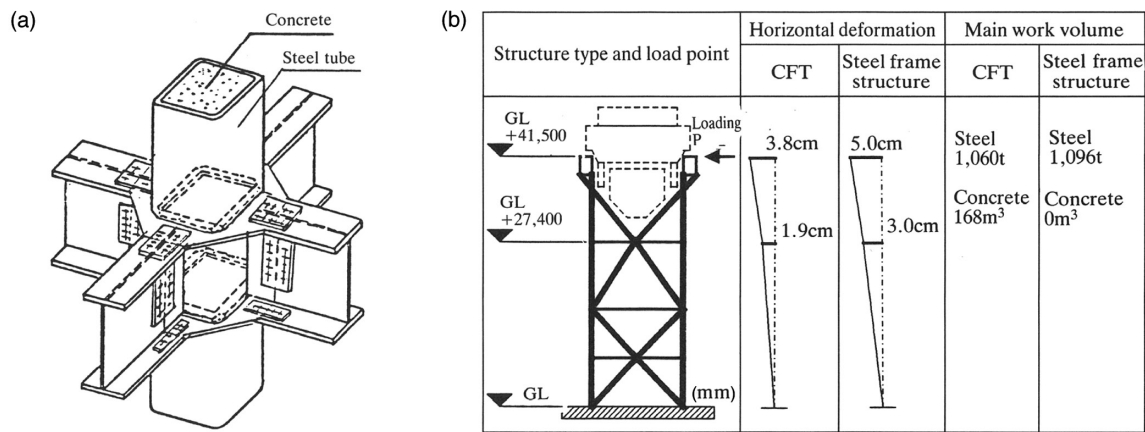 (a)
Concrete
Steel tube
(b)
Structure type and load point
Horizontal deformation
Main work volume
CFT
Steel frame
structure
CFT
Steel frame
structure
GL
+41,500
Loading
P
3.8cm
5.0cm
Steel
1,060t
Steel
1,096t
GL
+27,400
1.9cm
3.0cm
Concrete
168m³
Concrete
0m³
GL
(mm)